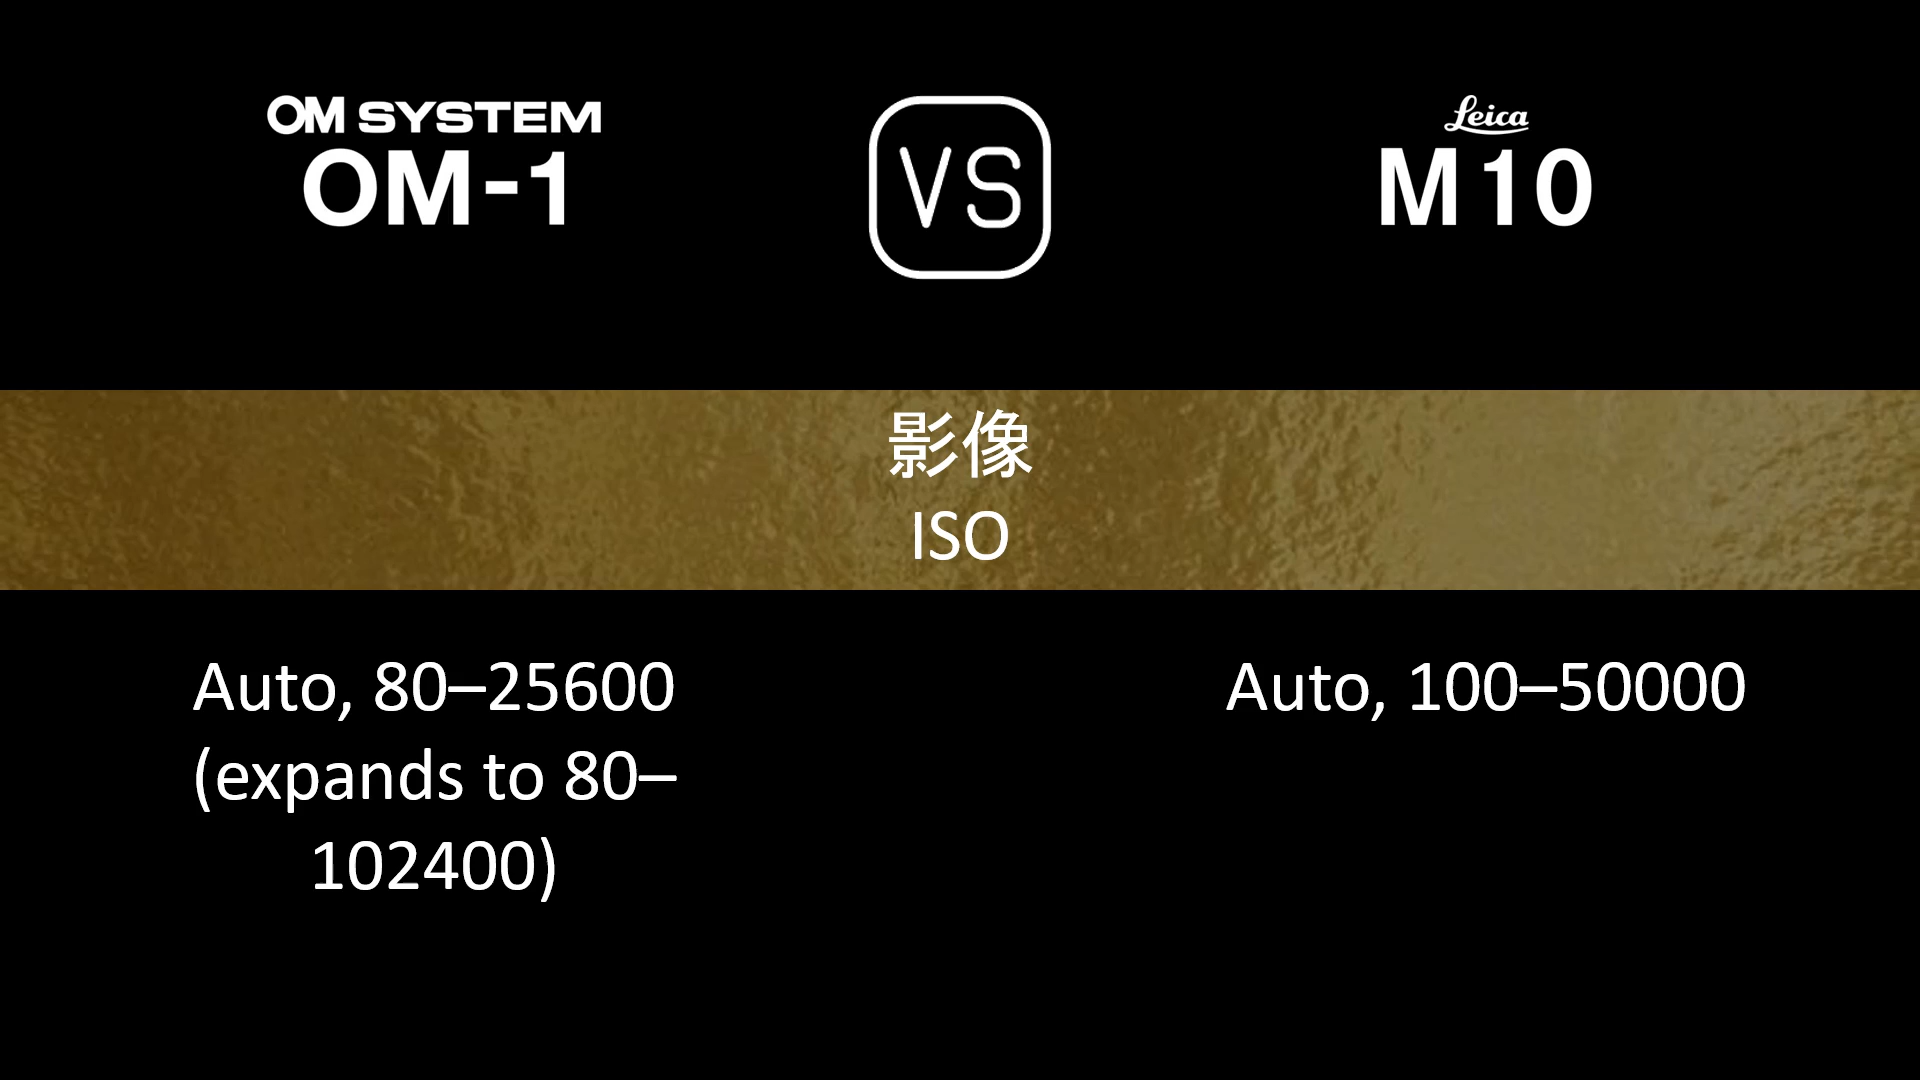 OM SYSTEM
OM-1
VS
Leica
M10
影像
ISO
Auto, 80–25600
(expands to 80–
102400)
Auto, 100–50000